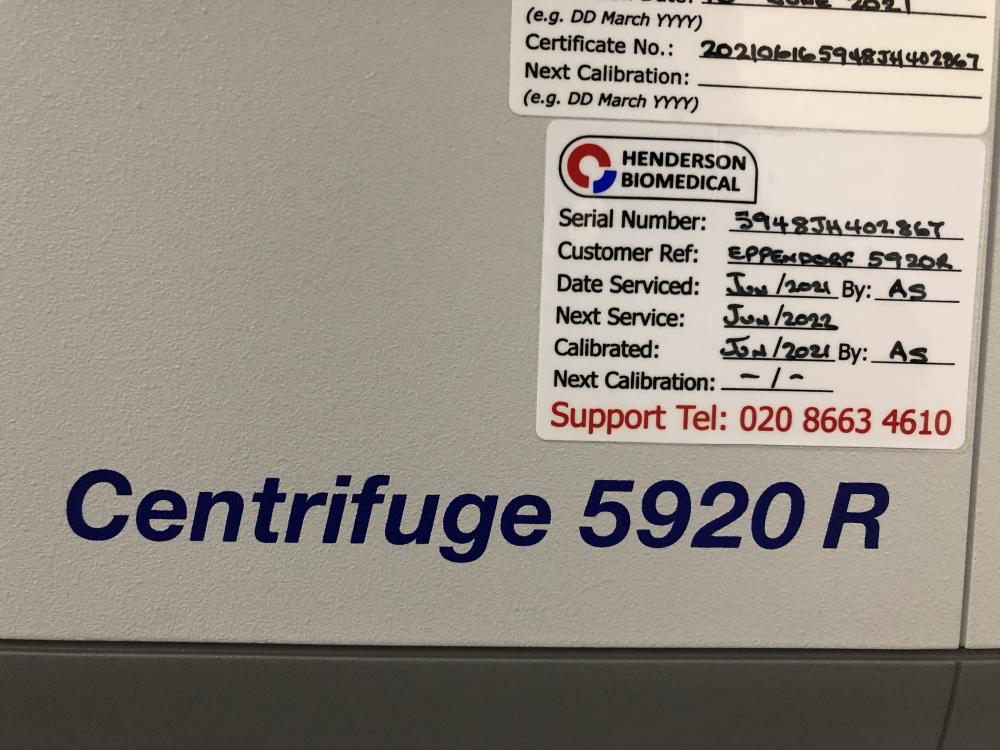 2021
(e.g. DD March YYYY)
Certificate No.: 202106165948JH402867
Next Calibration:
(e.g. DD March YYYY)
HENDERSON
BIOMEDICAL
Serial Number: 5948JH402867
Customer Ref: EPPENDORF 5920R
Date Serviced: Jun/2021 By: AS
Next Service: Jun/2022
Calibrated: Jun/2021 By: AS
Next Calibration: - / -
Support Tel: 020 8663 4610
Centrifuge 5920 R